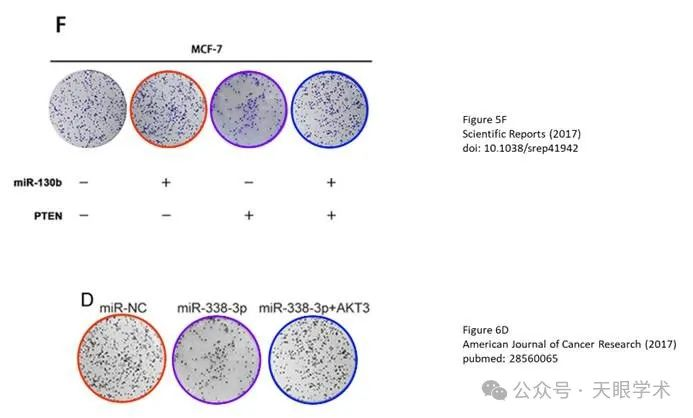 F
MCF-7
miR-130b − + − +
PTEN − − + +
Figure 5F
Scientific Reports (2017)
doi: 10.1038/srep41942
D
miR-NC miR-338-3p miR-338-3p+AKT3
Figure 6D
American Journal of Cancer Research (2017)
pubmed: 28560065
公众号 · 天眼学术